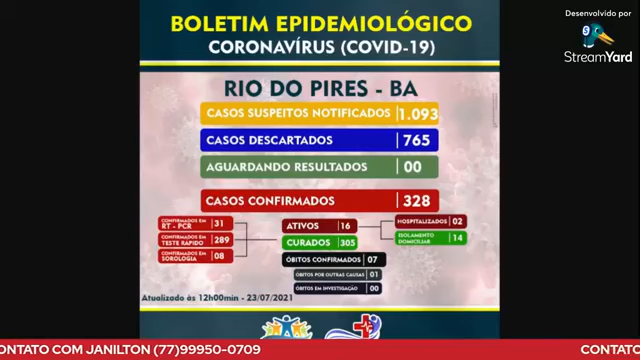 Desenvolvido por
StreamYard
BOLETIM EPIDEMIOLÓGICO
CORONAVÍRUS (COVID-19)
RIO DO PIRES - BA
CASOS SUSPEITOS NOTIFICADOS 1.093
CASOS DESCARTADOS 765
AGUARDANDO RESULTADOS 00
CASOS CONFIRMADOS 328
CONFIRMADOS EM
RT - PCR 31
CONFIRMADOS EM
TESTE RAPIDO 289
CONFIRMADOS EM
SOROLOGIA 08
ATIVOS 16
CURADOS 305
HOSPITALIZADOS 02
ISOLAMENTO
DOMICILIAR 14
ÓBITOS CONFIRMADOS 07
ÓBITOS POR OUTRAS CAUSAS 01
ÓBITOS EM INVESTIGAÇÃO 00
Atualizado às 12h00min - 23/07/2021
ONTATO COM JANILTON (77)99950-0709
CONTATO